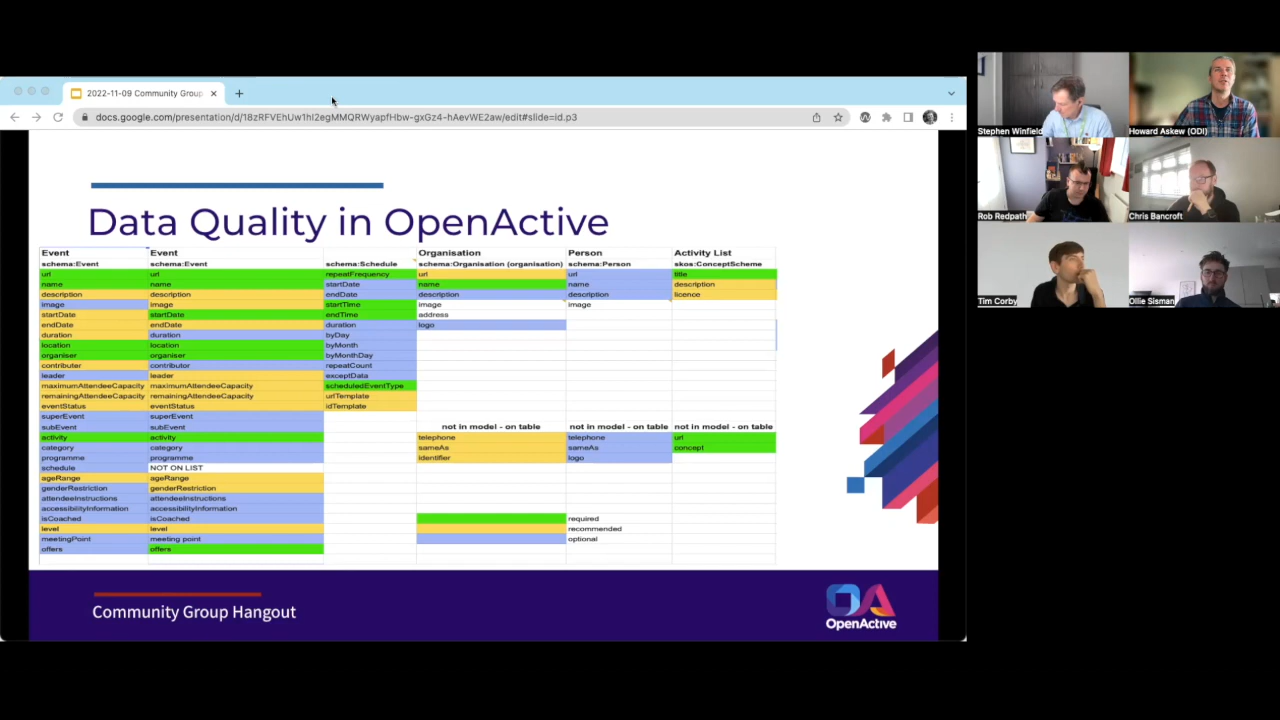 2022-11-09 Community Group
docs.google.com/presentation/d/18zRFVEhUw1hI2egMMQRWyapfHbw-gxGz4-hAevWE2aw/edit#slide=id.p3
Data Quality in OpenActive
Event Event Organisation Person Activity List
schema:Event schema:Event schema:Schedule schema:Organisation (organisation) schema:Person skos:ConceptScheme
url url repeatFrequency url url title
name name startDate name name description
description description endDate description description licence
image image startTime image image
startDate startDate endTime address
endDate endDate duration logo
duration duration byDay
location location byMonth
organiser organiser byMonthDay
contributor contributor repeatCount
leader leader exceptData
maximumAttendeeCapacity maximumAttendeeCapacity scheduledEventType
remainingAttendeeCapacity remainingAttendeeCapacity urlTemplate
eventStatus eventStatus idTemplate
superEvent superEvent
subEvent subEvent not in model - on table not in model - on table not in model - on table
activity activity telephone telephone url
category category sameAs sameAs concept
programme programme identifier logo
schedule NOT ON LIST
ageRange ageRange
genderRestriction genderRestriction
attendeeInstructions attendeeInstructions
accessibilityInformation accessibilityInformation
isCoached isCoached required
level level recommended
meetingPoint meeting point optional
offers offers
Community Group Hangout
OA
OpenActive
Stephen Winfield
Howard Askew (ODI)
Rob Redpath
Chris Bancroft
Tim Corby
Ollie Sisman